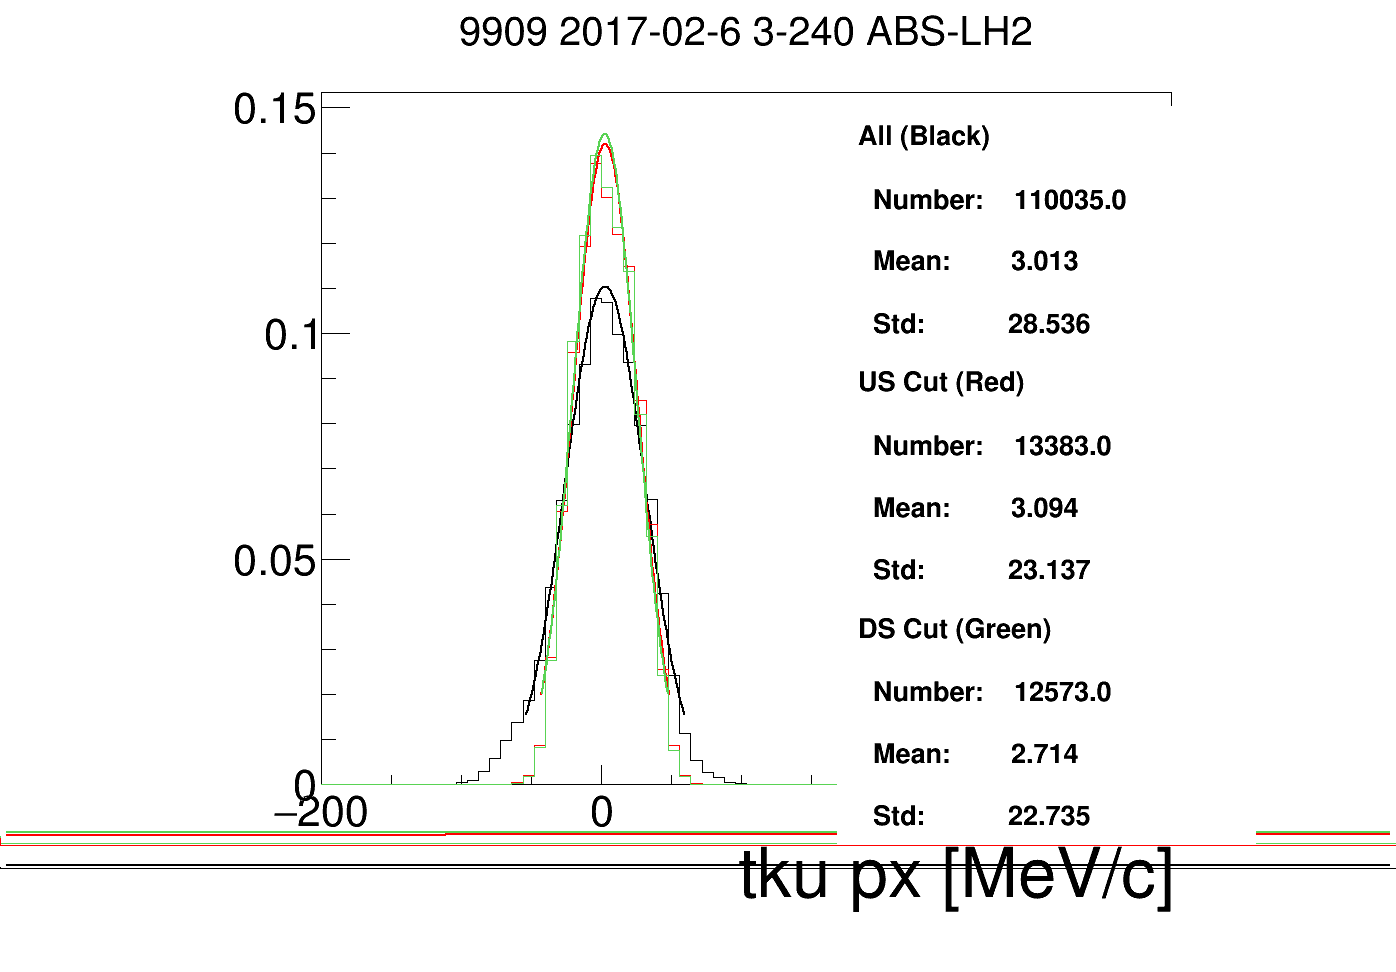 9909 2017-02-6 3-240 ABS-LH2
0.15
0.1
0.05
0
−200
0
All (Black)
Number: 110035.0
Mean: 3.013
Std: 28.536
US Cut (Red)
Number: 13383.0
Mean: 3.094
Std: 23.137
DS Cut (Green)
Number: 12573.0
Mean: 2.714
Std: 22.735
tku px [MeV/c]